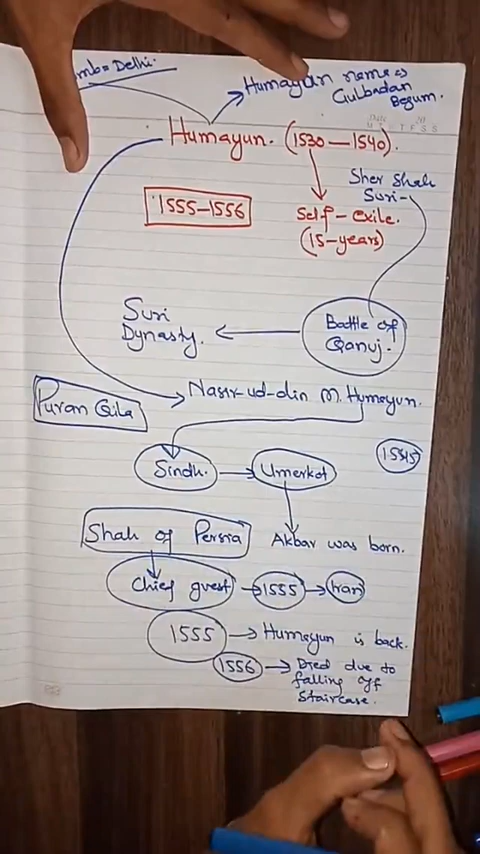 mb= Delhi.
Humayun name ⇒
Gulbadan
Begum.
Humayun. (1530 — 1540).
Sher Shah
Suri-
1555-1556
Self-exile.
(15-years)
Suri
Dynasty.
Battle of
Qanuj.
Nasir-ud-din M. Humayun.
Puran Qila
1545
Sindh.
Umerkot
Shah of Persia
Akbar was born.
Chief guest
1555
Iran
1555 → Humayun is back.
1556 → Died due to
falling off
Staircase.